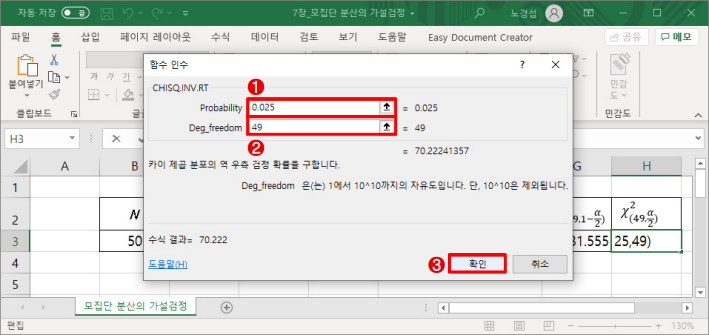 자동 저장 끔
7장_모집단 분산의 가설검정
노경섭
파일 홈 삽입 페이지 레이아웃 수식 데이터 검토 보기 도움말 Easy Document Creator 공유 메모
붙여넣기
클립보드
가 가 가
민감도
민감도
H3
함수 인수 ? ×
CHISQ.INV.RT
❶
Probability 0.025 = 0.025
Deg_freedom 49 = 49
❷
= 70.22241357
카이 제곱 분포의 역 우측 검정 확률을 구합니다.
Deg_freedom 은(는) 1에서 10^10까지의 자유도입니다. 단, 10^10은 제외됩니다.
수식 결과= 70.222
도움말(H)
❸ 확인 취소
A B G H
1
2 N 9,1-α/2) χ²(49,α/2)
3 50 31.555 25,49)
4
5
모집단 분산의 가설검정
편집 130%